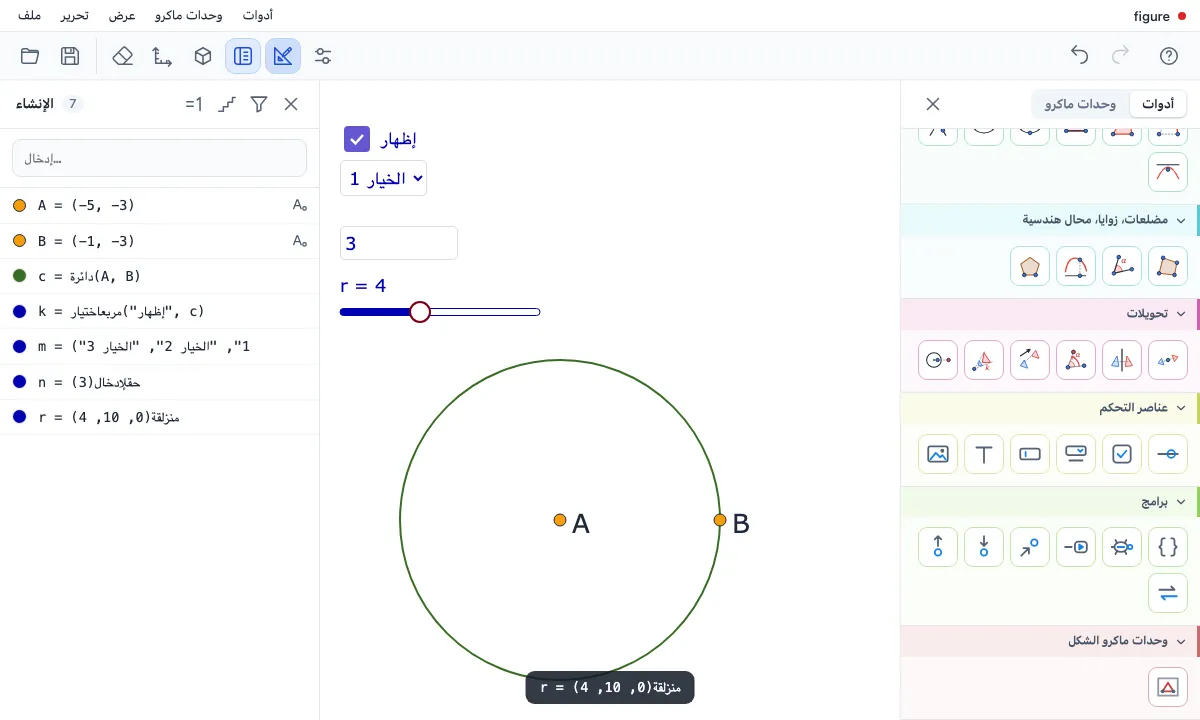 ملف تحرير عرض وحدات ماكرو أدوات
figure
الإنشاء 7
=1
إدخال...
A = (−5, −3)
B = (−1, −3)
c = دائرة(A, B)
k = مربعاختيار("إظهار", c)
m = ("الخيار 3" ,"الخيار 2" ,"1
n = حقلإدخال(3)
r = منزلقة(0, 10, 4)
إظهار
الخيار 1
3
r = 4
A
B
r = منزلقة(0, 10, 4)
أدوات وحدات ماكرو
مضلعات، زوايا، محال هندسية
تحويلات
عناصر التحكم
برامج
وحدات ماكرو الشكل